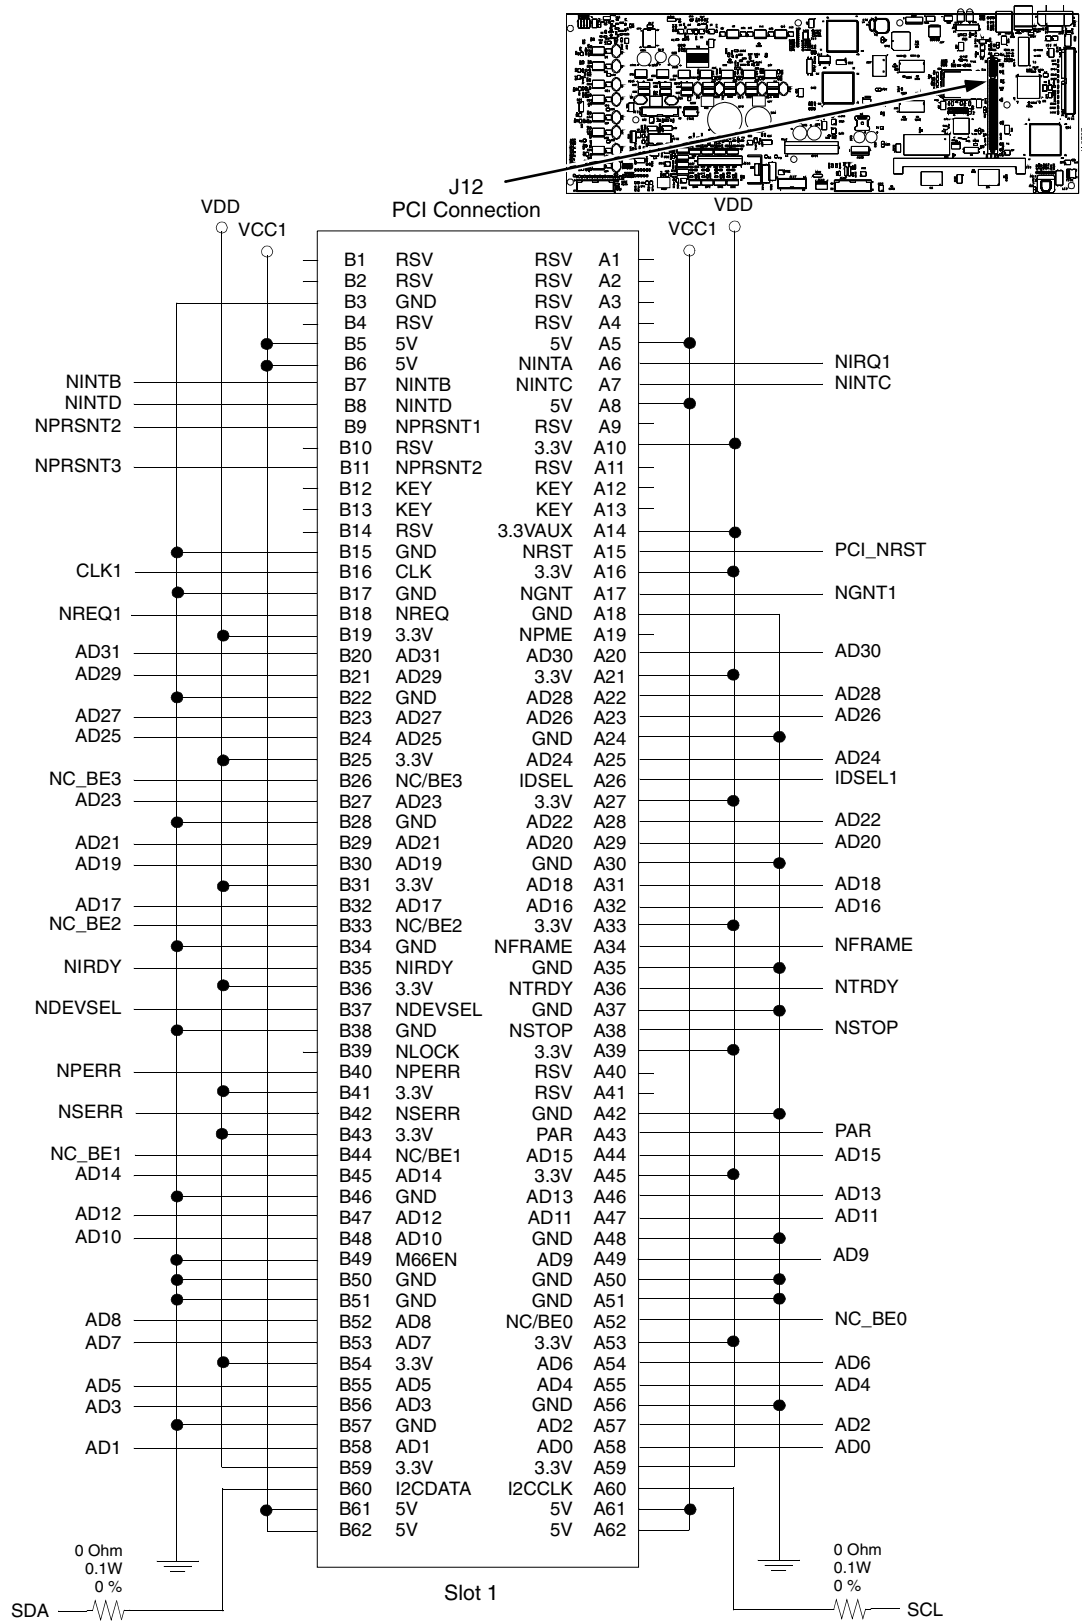 J12
PCI Connection
VDD
VCC1
VCC1
VDD
B1 RSV RSV A1
B2 RSV RSV A2
B3 GND RSV A3
B4 RSV RSV A4
B5 5V 5V A5
B6 5V NINTA A6 NIRQ1
NINTB B7 NINTB NINTC A7 NINTC
NINTD B8 NINTD 5V A8
NPRSNT2 B9 NPRSNT1 RSV A9
B10 RSV 3.3V A10
NPRSNT3 B11 NPRSNT2 RSV A11
B12 KEY KEY A12
B13 KEY KEY A13
B14 RSV 3.3VAUX A14
B15 GND NRST A15 PCI_NRST
CLK1 B16 CLK 3.3V A16
B17 GND NGNT A17 NGNT1
NREQ1 B18 NREQ GND A18
B19 3.3V NPME A19
AD31 B20 AD31 AD30 A20 AD30
AD29 B21 AD29 3.3V A21
B22 GND AD28 A22 AD28
AD27 B23 AD27 AD26 A23 AD26
AD25 B24 AD25 GND A24
B25 3.3V AD24 A25 AD24
NC_BE3 B26 NC/BE3 IDSEL A26 IDSEL1
AD23 B27 AD23 3.3V A27
B28 GND AD22 A28 AD22
AD21 B29 AD21 AD20 A29 AD20
AD19 B30 AD19 GND A30
B31 3.3V AD18 A31 AD18
AD17 B32 AD17 AD16 A32 AD16
NC_BE2 B33 NC/BE2 3.3V A33
B34 GND NFRAME A34 NFRAME
NIRDY B35 NIRDY GND A35
B36 3.3V NTRDY A36 NTRDY
NDEVSEL B37 NDEVSEL GND A37
B38 GND NSTOP A38 NSTOP
B39 NLOCK 3.3V A39
NPERR B40 NPERR RSV A40
B41 3.3V RSV A41
NSERR B42 NSERR GND A42
B43 3.3V PAR A43 PAR
NC_BE1 B44 NC/BE1 AD15 A44 AD15
AD14 B45 AD14 3.3V A45
B46 GND AD13 A46 AD13
AD12 B47 AD12 AD11 A47 AD11
AD10 B48 AD10 GND A48
B49 M66EN AD9 A49 AD9
B50 GND GND A50
B51 GND GND A51
AD8 B52 AD8 NC/BE0 A52 NC_BE0
AD7 B53 AD7 3.3V A53
B54 3.3V AD6 A54 AD6
AD5 B55 AD5 AD4 A55 AD4
AD3 B56 AD3 GND A56
B57 GND AD2 A57 AD2
AD1 B58 AD1 AD0 A58 AD0
B59 3.3V 3.3V A59
B60 I2CDATA I2CCLK A60
B61 5V 5V A61
B62 5V 5V A62
0 Ohm
0.1W
0 %
SDA
Slot 1
0 Ohm
0.1W
0 %
SCL